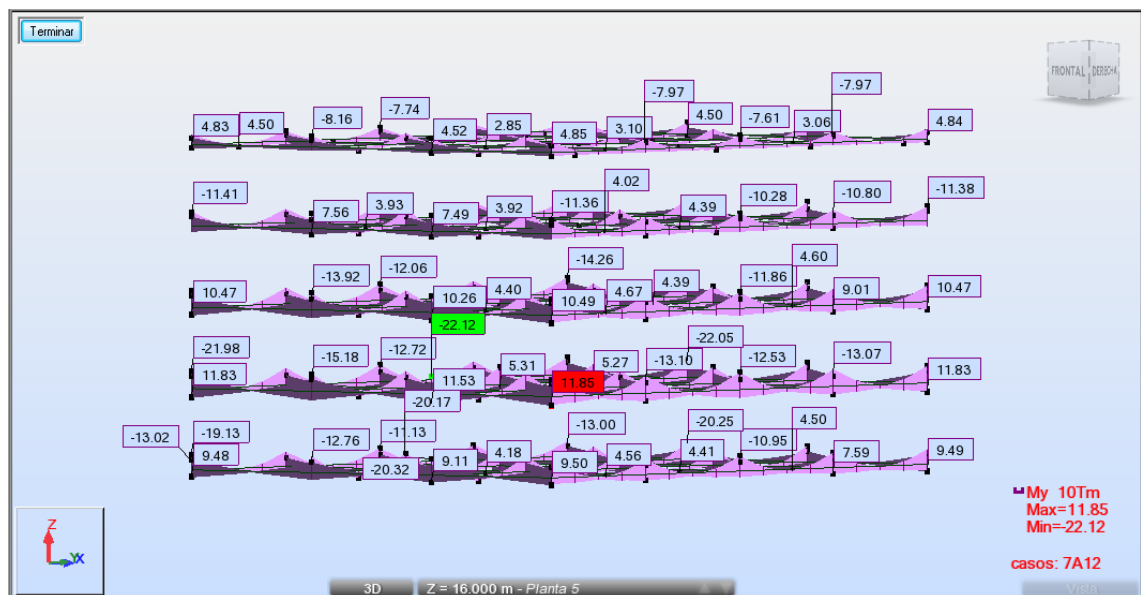 Terminar
FRONTAL DERECHA
-7.97
-7.97
-7.74
4.83 4.50 -8.16 4.52 2.85 4.85 3.10 4.50 -7.61 3.06 4.84
4.02
-11.41 7.56 3.93 7.49 3.92 -11.36 4.39 -10.28 -10.80 -11.38
-14.26 4.60
-13.92 -12.06 4.40 4.67 4.39 -11.86
10.47 10.26 10.49 9.01 10.47
-22.12
-22.05
-21.98 -15.18 -12.72 5.31 5.27 -13.10 -12.53 -13.07
11.83 11.53 11.85 11.83
-20.17
-13.02 -19.13 -12.76 -11.13 -13.00 -20.25 4.50
9.48 -20.32 9.11 4.18 9.50 4.56 4.41 -10.95 7.59 9.49
My 10Tm
Max=11.85
Min=-22.12
casos: 7A12
Z
X
3D Z = 16.000 m - Planta 5 Vista